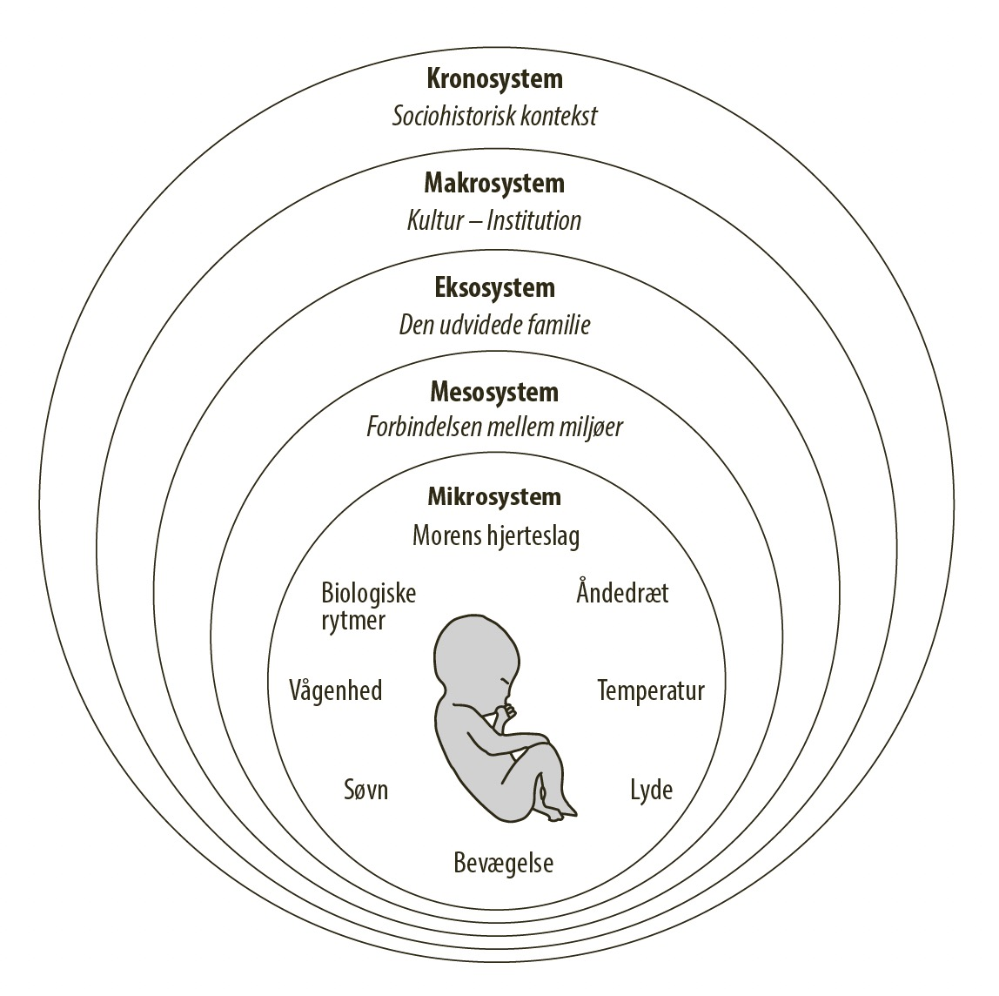 Kronosystem
Sociohistorisk kontekst
Makrosystem
Kultur – Institution
Eksosystem
Den udvidede familie
Mesosystem
Forbindelsen mellem miljøer
Mikrosystem
Morens hjerteslag
Biologiske
rytmer
Åndedræt
Vågenhed
Temperatur
Søvn
Lyde
Bevægelse